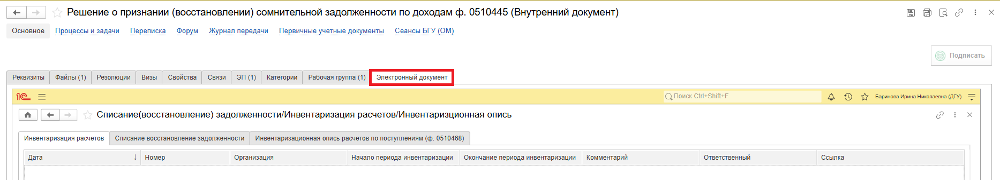 Решение о признании (восстановлении) сомнительной задолженности по доходам ф. 0510445 (Внутренний документ)
Основное Процессы и задачи Переписка Форум Журнал передачи Первичные учетные документы Сеансы БГУ (ОМ)
Подписать
Реквизиты Файлы (1) Резолюции Визы Свойства Связи ЭП (1) Категории Рабочая группа (1) Электронный документ
1С Поиск Ctrl+Shift+F Баринова Ирина Николаевна (ДГУ)
Списание(восстановление) задолженности/Инвентаризация расчетов/Инвентаризционная опись
Инвентаризация расчетов Списание восстановление задолженности Инвентаризационная опись расчетов по поступлениям (ф. 0510468)
Дата ↓ Номер Организация Начало периода инвентаризации Окончание периода инвентаризации Комментарий Ответственный Ссылка